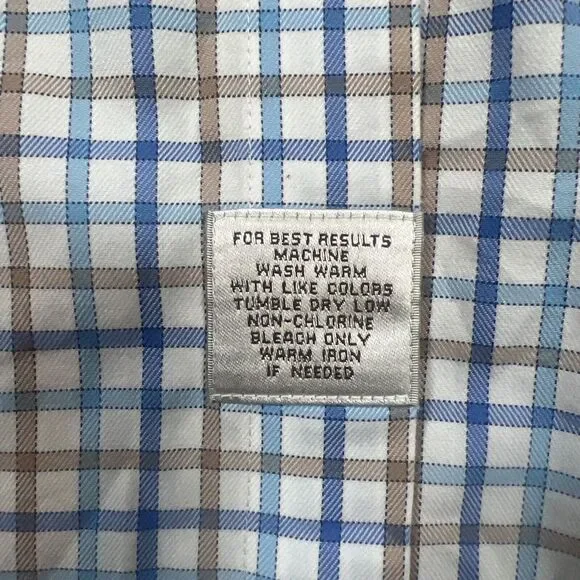 FOR BEST RESULTS
MACHINE
WASH WARM
WITH LIKE COLORS
TUMBLE DRY LOW
NON-CHLORINE
BLEACH ONLY
WARM IRON
IF NEEDED